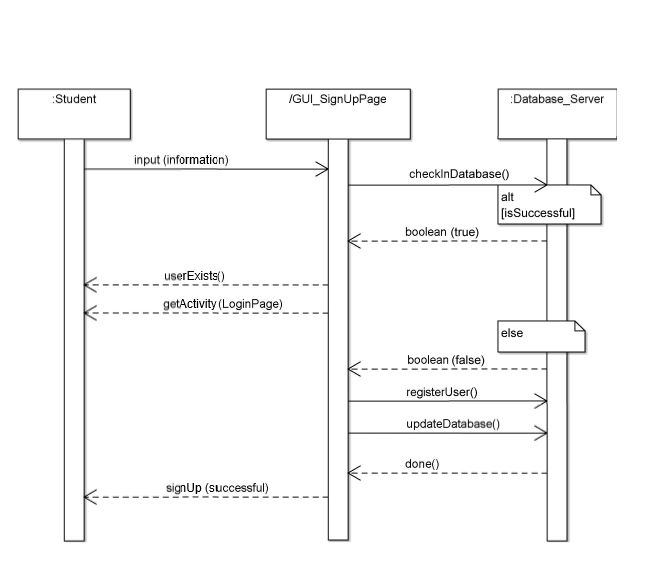 :Student
/GUI_SignUpPage
:Database_Server
input (information)
checkInDatabase()
alt
[isSuccessful]
boolean (true)
userExists()
getActivity(LoginPage)
else
boolean (false)
registerUser()
updateDatabase()
done()
signUp (successful)